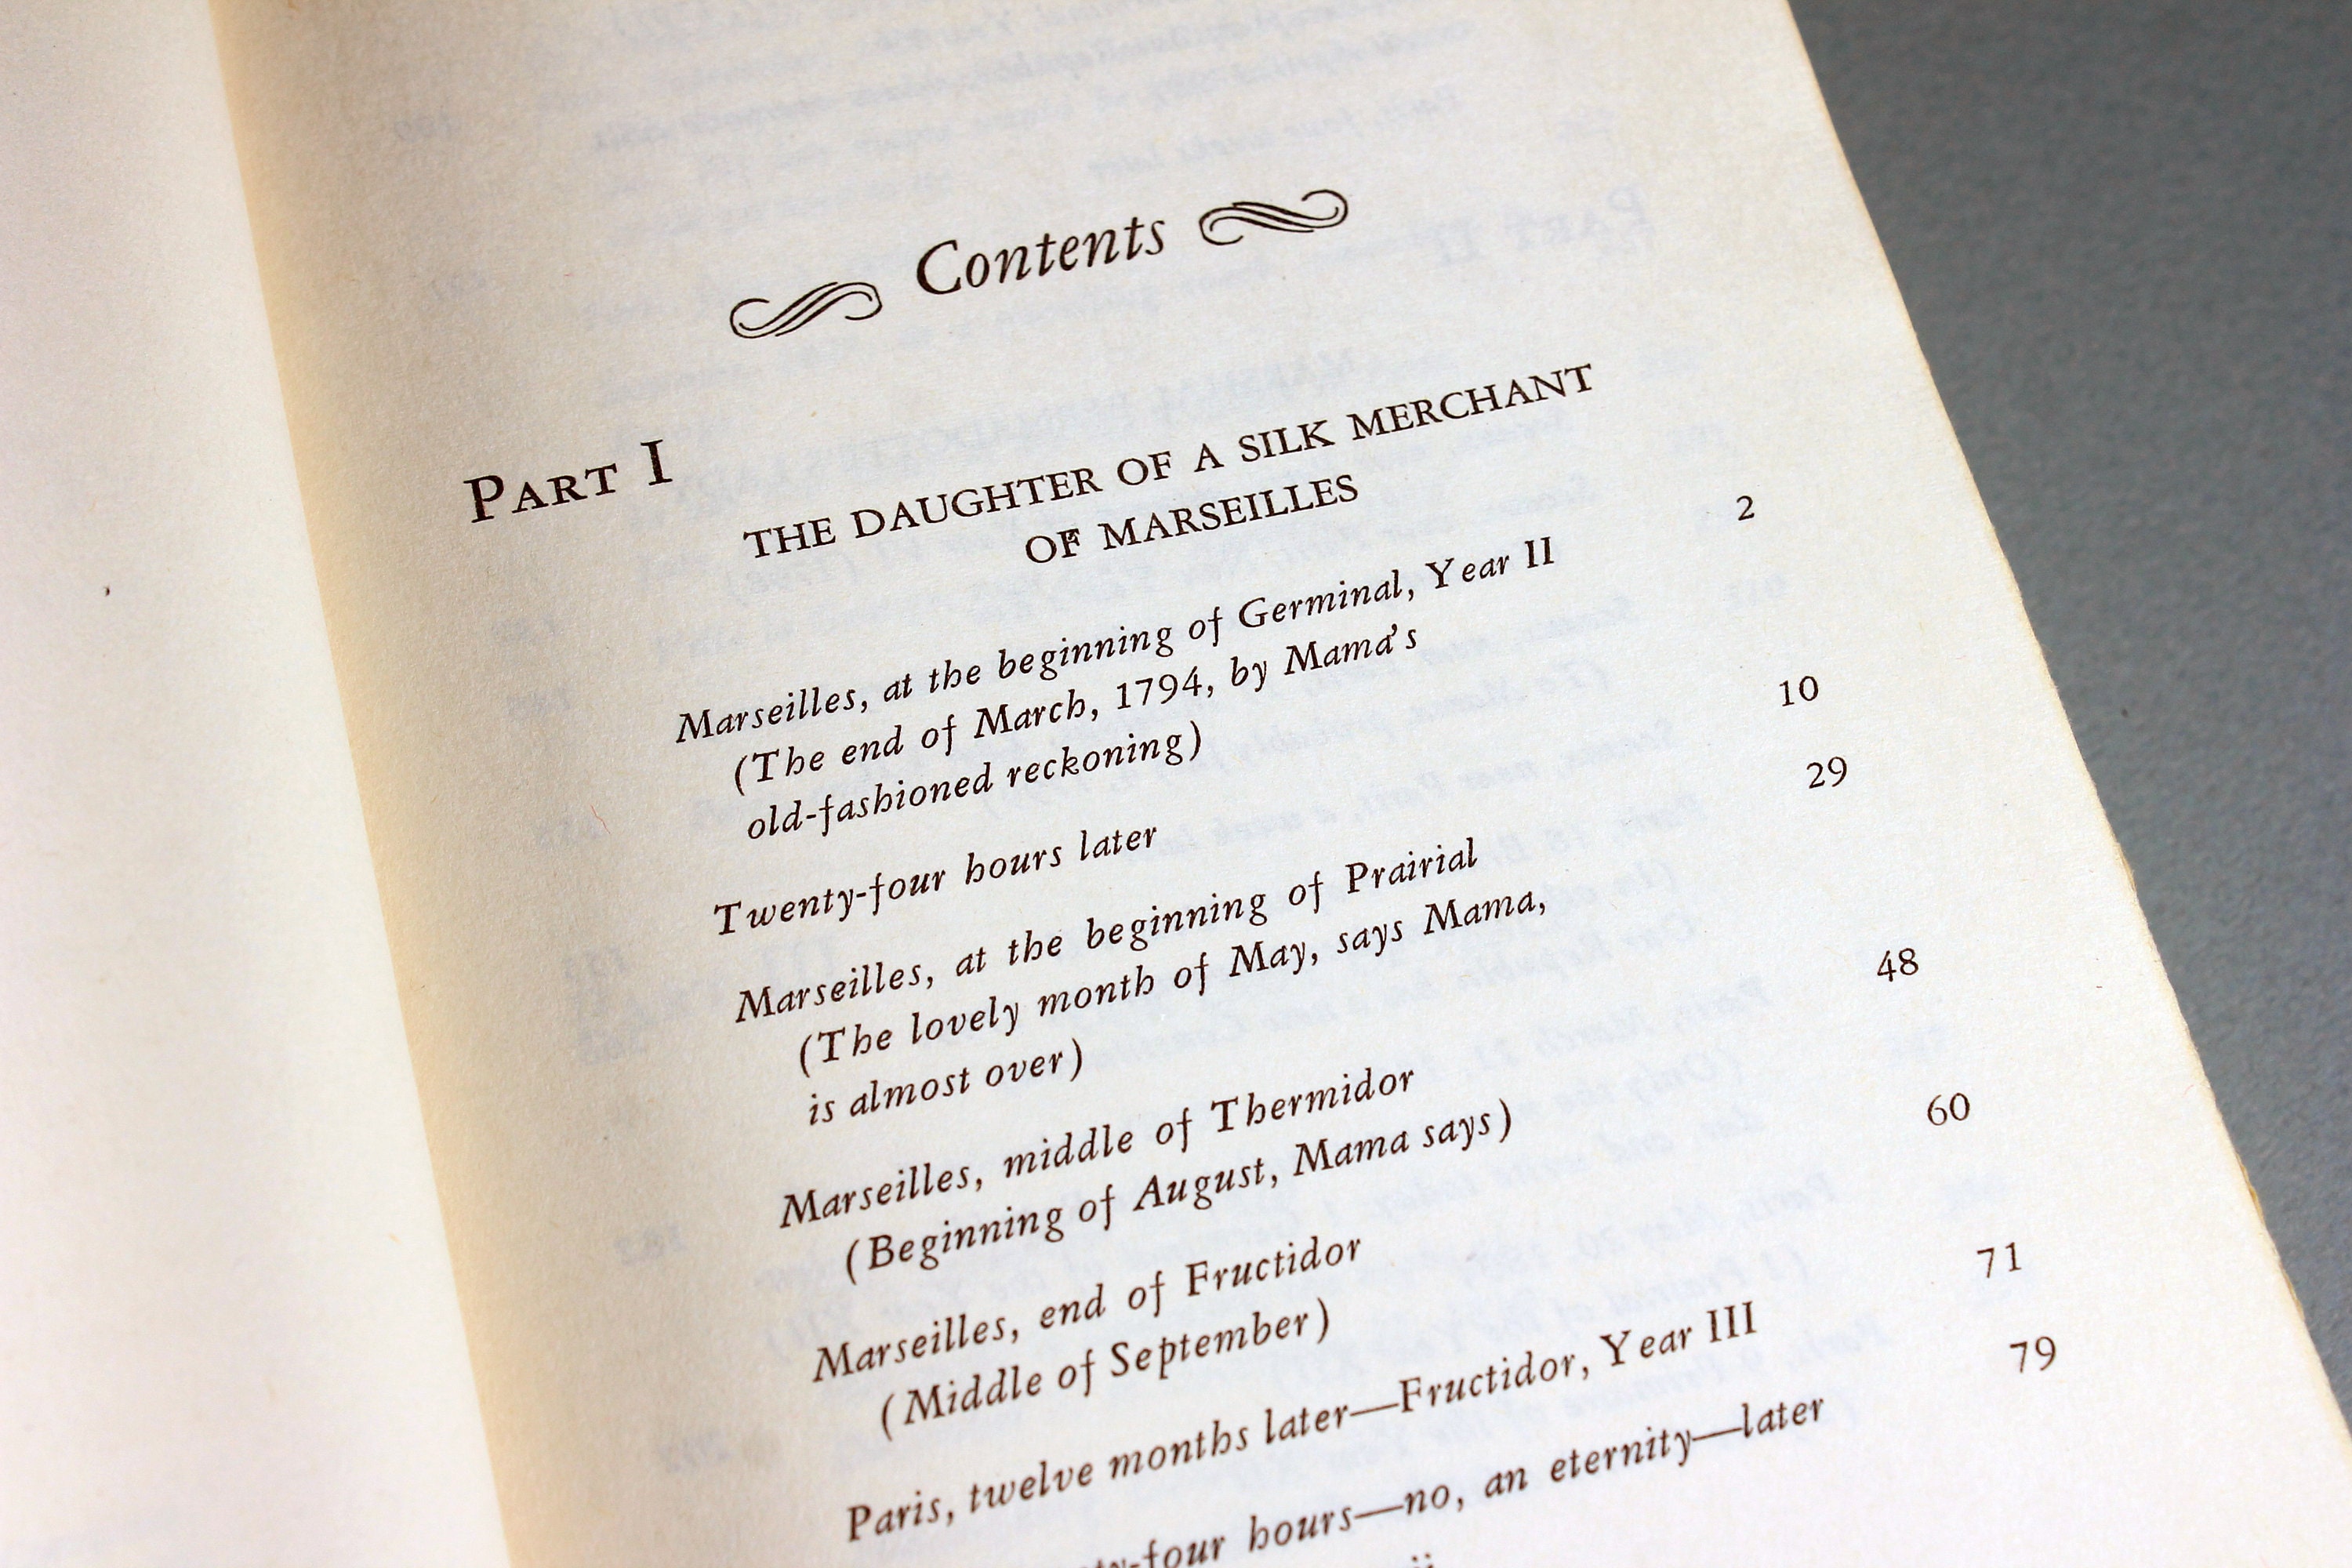 Contents
PART I
THE DAUGHTER OF A SILK MERCHANT
OF MARSEILLES
Marseilles, at the beginning of Germinal, Year II 2
(The end of March, 1794, by Mama's
old-fashioned reckoning)
Twenty-four hours later 10
Marseilles, at the beginning of Prairial 29
(The lovely month of May, says Mama,
is almost over)
Marseilles, middle of Thermidor 48
(Beginning of August, Mama says)
Marseilles, end of Fructidor 60
(Middle of September)
Paris, twelve months later—Fructidor, Year III 71
hours—no, an eternity—later 79